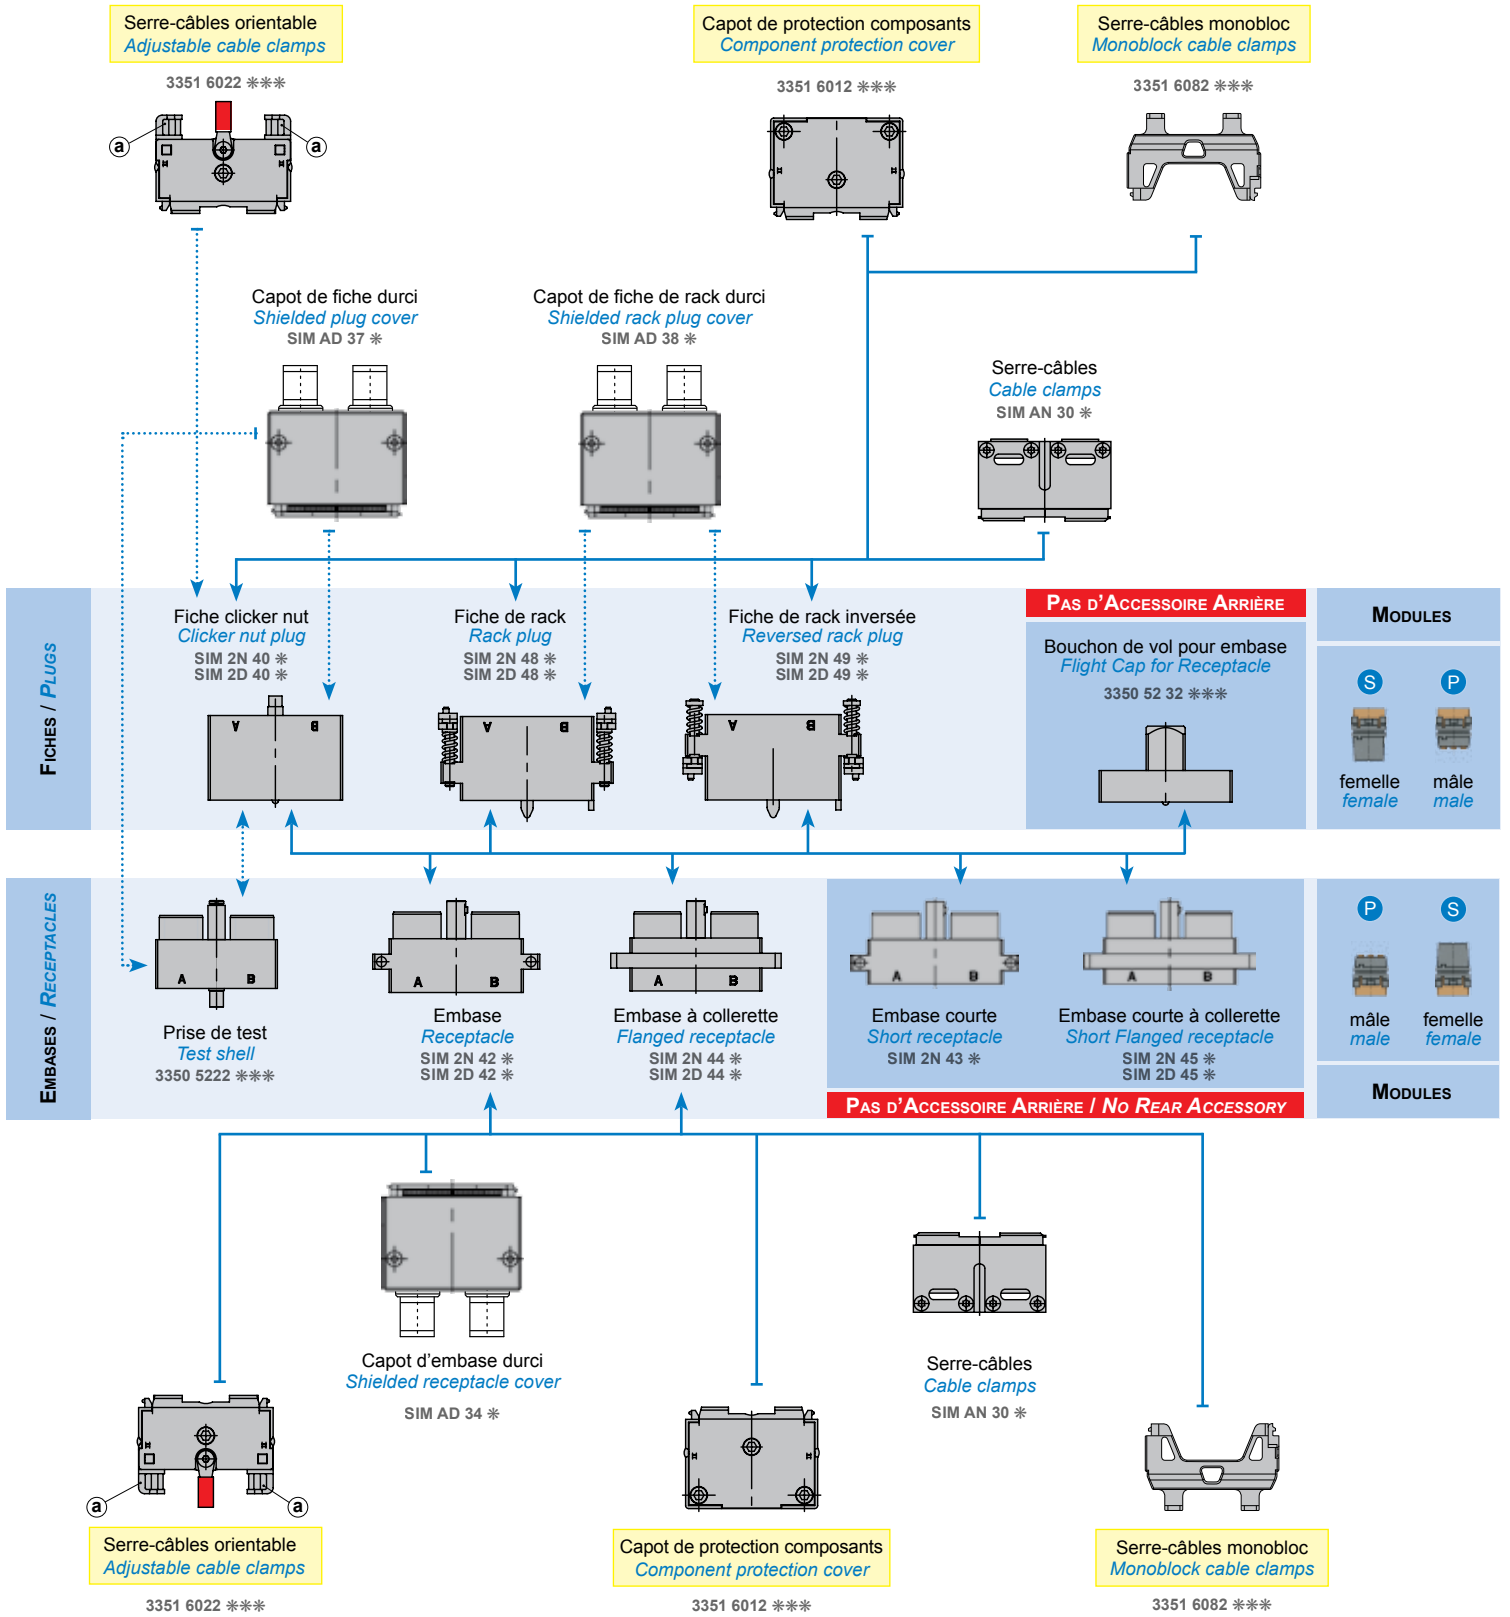 Serre-câbles orientable
Adjustable cable clamps
3351 6022 ✳✳✳
a
a
Capot de protection composants
Component protection cover
3351 6012 ✳✳✳
Serre-câbles monobloc
Monoblock cable clamps
3351 6082 ✳✳✳
Capot de fiche durci
Shielded plug cover
SIM AD 37 ✳
Capot de fiche de rack durci
Shielded rack plug cover
SIM AD 38 ✳
Serre-câbles
Cable clamps
SIM AN 30 ✳
FICHES / PLUGS
Fiche clicker nut
Clicker nut plug
SIM 2N 40 ✳
SIM 2D 40 ✳
A B
Fiche de rack
Rack plug
SIM 2N 48 ✳
SIM 2D 48 ✳
A B
Fiche de rack inversée
Reversed rack plug
SIM 2N 49 ✳
SIM 2D 49 ✳
A B
PAS D'ACCESSOIRE ARRIÈRE
Bouchon de vol pour embase
Flight Cap for Receptacle
3350 52 32 ✳✳✳
MODULES
S P
femelle mâle
female male
EMBASES / RECEPTACLES
A B
Prise de test
Test shell
3350 5222 ✳✳✳
A B
Embase
Receptacle
SIM 2N 42 ✳
SIM 2D 42 ✳
A B
Embase à collerette
Flanged receptacle
SIM 2N 44 ✳
SIM 2D 44 ✳
A B
Embase courte
Short receptacle
SIM 2N 43 ✳
A B
Embase courte à collerette
Short Flanged receptacle
SIM 2N 45 ✳
SIM 2D 45 ✳
PAS D'ACCESSOIRE ARRIÈRE / NO REAR ACCESSORY
P S
mâle femelle
male female
MODULES
Capot d'embase durci
Shielded receptacle cover
SIM AD 34 ✳
Serre-câbles
Cable clamps
SIM AN 30 ✳
a
a
Serre-câbles orientable
Adjustable cable clamps
3351 6022 ✳✳✳
Capot de protection composants
Component protection cover
3351 6012 ✳✳✳
Serre-câbles monobloc
Monoblock cable clamps
3351 6082 ✳✳✳